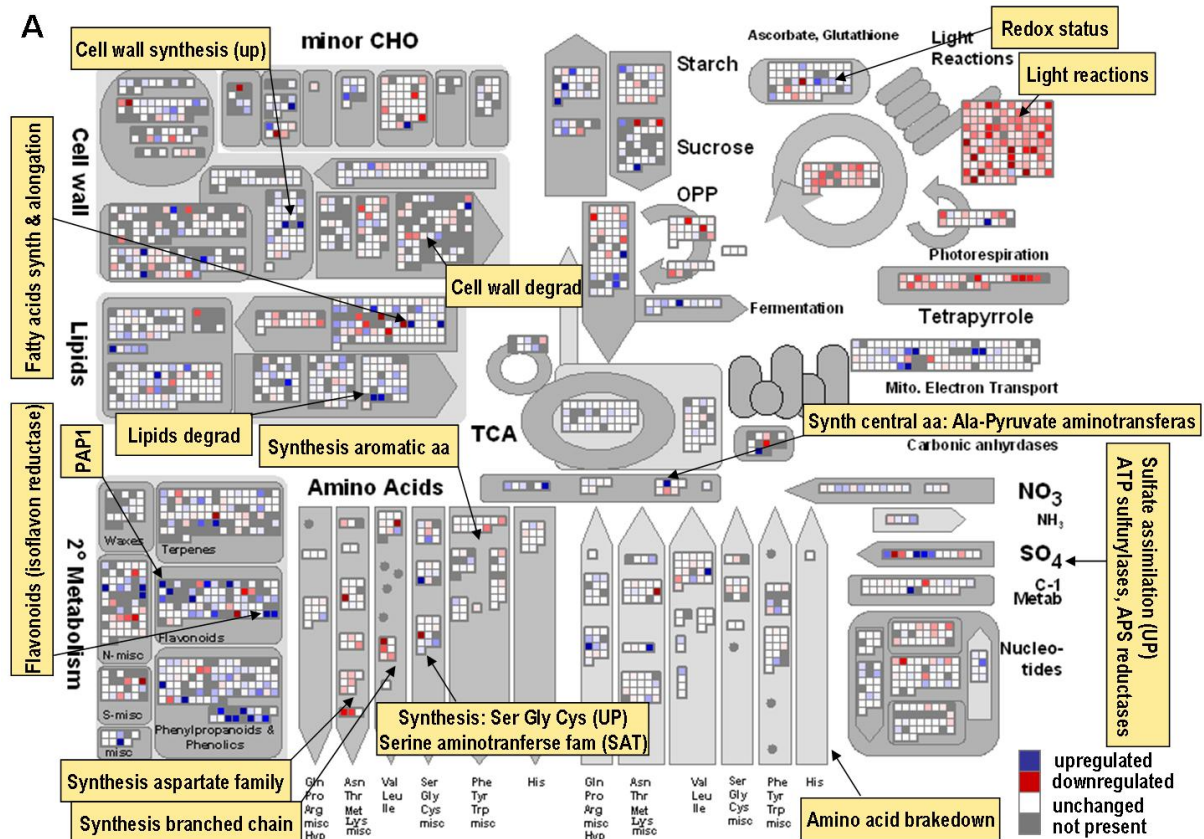 A
minor CHO
Cell wall synthesis (up)
Starch
Sucrose
OPP
Ascorbate, Glutathione
Light
Reactions
Redox status
Light reactions
Cell wall
Fatty acids synth & alongation
Cell wall degrad
Photorespiration
Fermentation
Tetrapyrrole
Lipids
Lipids degrad
Mito. Electron Transport
TCA
Synth central aa: Ala-Pyruvate aminotransferas
Carbonic anhydrases
Synthesis aromatic aa
PAP1
Flavonoids (isoflavon reductase)
Amino Acids
2° Metabolism
Waxes
Terpenes
Flavonoids
N-misc
S-misc
misc
Phenylpropanoids &
Phenolics
NO3
NH3
SO4
C-1
Metab
Nucleo-
tides
Sulfate assimilation (UP)
ATP sulfurylases, APS reductases
Synthesis: Ser Gly Cys (UP)
Serine aminotranferse fam (SAT)
Synthesis aspartate family
Synthesis branched chain
Amino acid brakedown
Gln
Pro
Arg
misc
Hyp
Asn
Thr
Met
Lys
misc
Val
Leu
Ile
Ser
Gly
Cys
misc
Phe
Tyr
Trp
misc
His
Gln
Pro
Arg
misc
Hyp
Asn
Thr
Met
Lys
misc
Val
Leu
Ile
Ser
Gly
Cys
misc
Phe
Tyr
Trp
misc
His
upregulated
downregulated
unchanged
not present